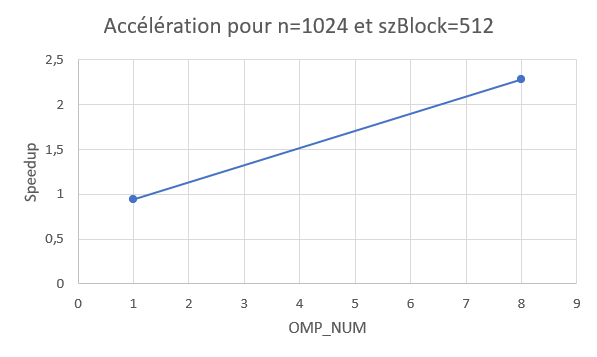 Accélération pour n=1024 et szBlock=512
2,5
2
1,5
1
0,5
0
Speedup
0 1 2 3 4 5 6 7 8 9
OMP_NUM